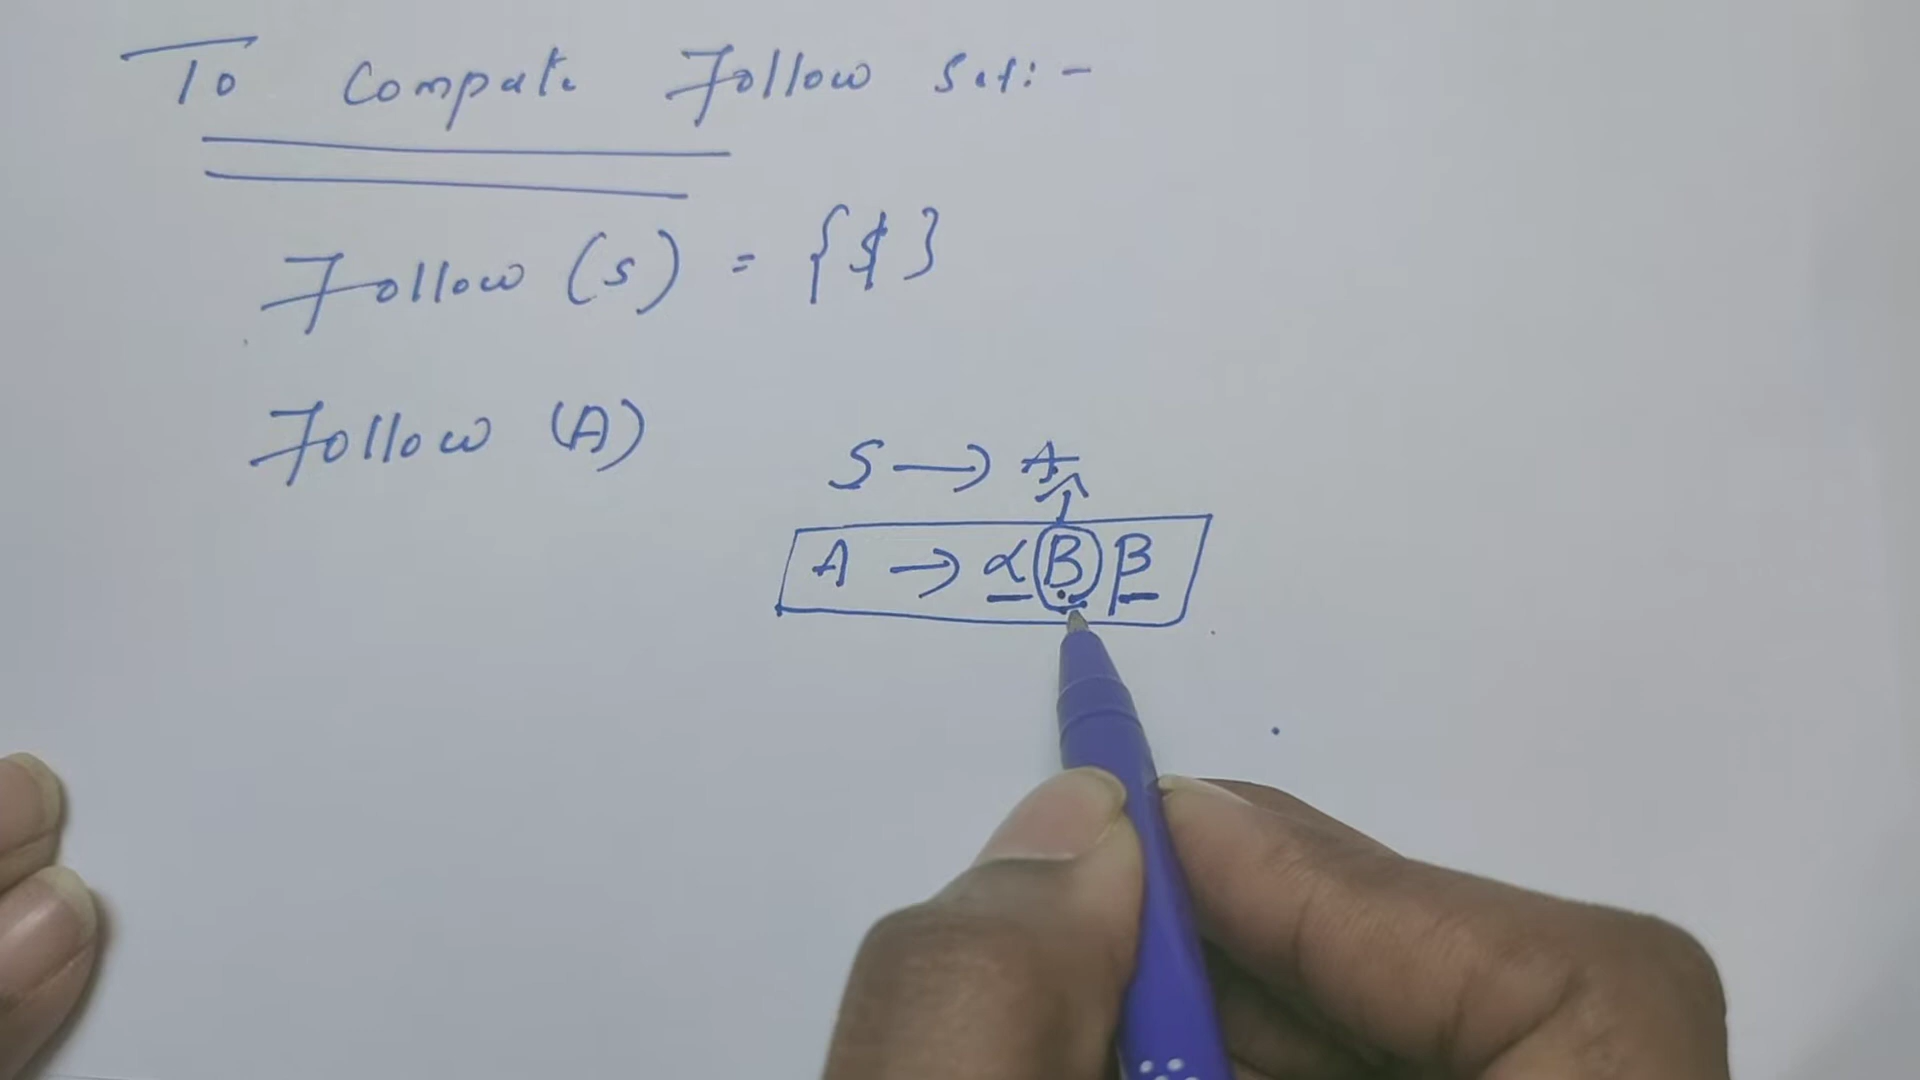 To Compute Follow Set:-
Follow (S) = {$}
Follow (A)
S → A
A → α B β